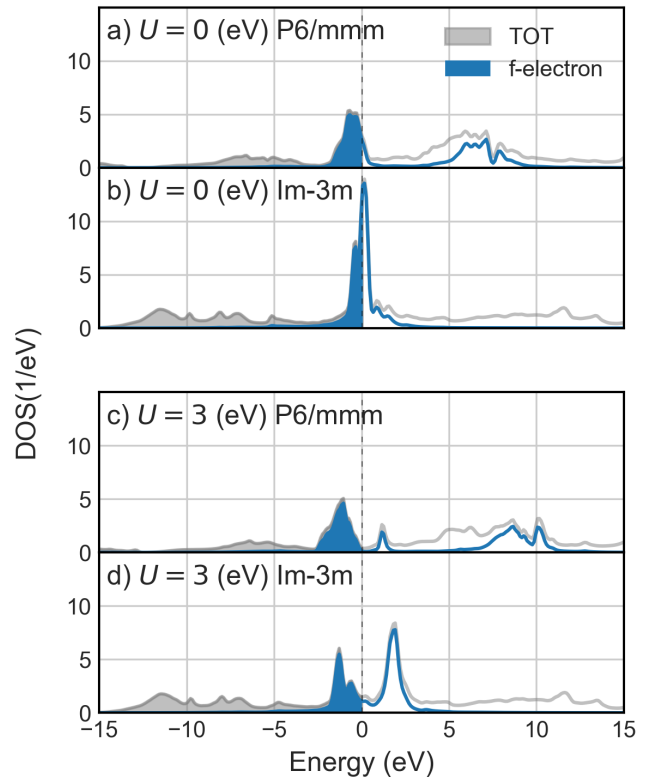 a) U = 0 (eV) P6/mmm
TOT
f-electron
10
5
0
b) U = 0 (eV) Im-3m
10
5
0
DOS(1/eV)
c) U = 3 (eV) P6/mmm
10
5
0
d) U = 3 (eV) Im-3m
10
5
0
−15 −10 −5 0 5 10 15
Energy (eV)